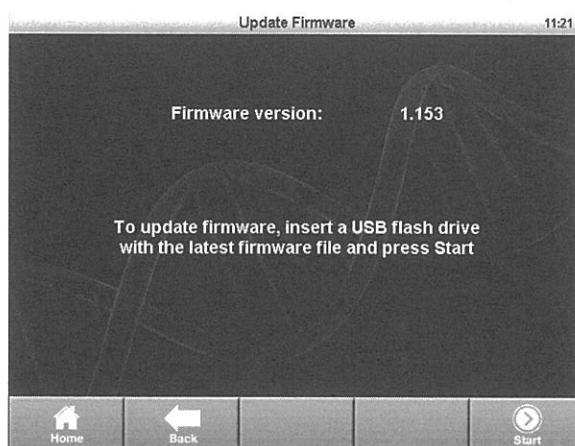 Update Firmware 11:21
Firmware version: 1.153
To update firmware, insert a USB flash drive
with the latest firmware file and press Start
Home Back Start